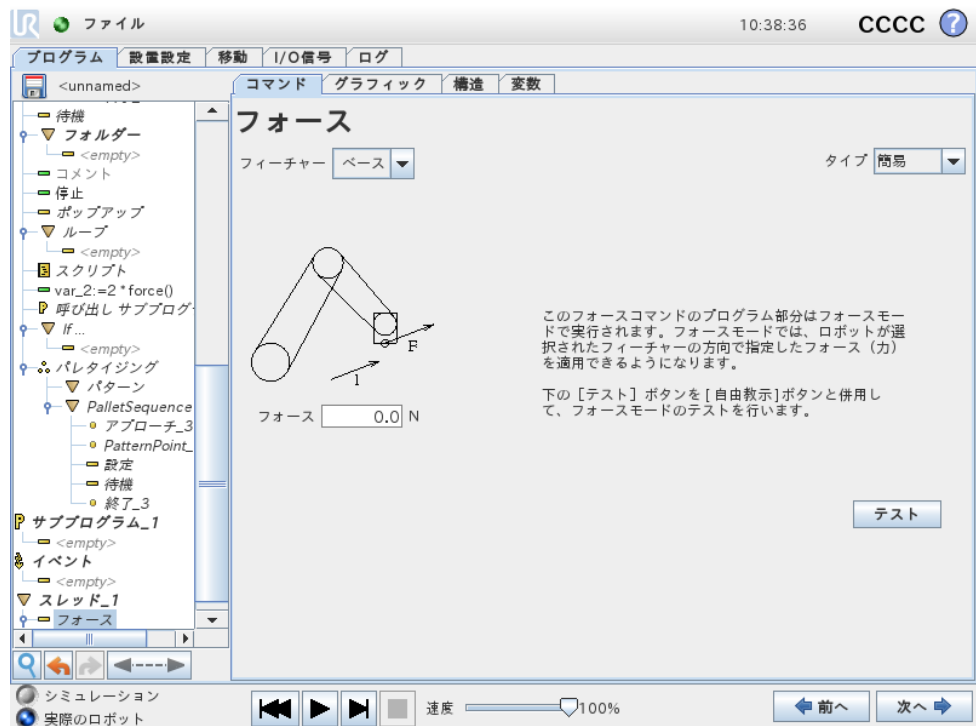 UR ファイル 10:38:36 CCCC ?
プログラム 設置設定 移動 I/O信号 ログ
<unnamed>
コマンド グラフィック 構造 変数
待機
フォルダー
<empty>
コメント
停止
ポップアップ
ループ
<empty>
スクリプト
var_2:=2 * force()
呼び出し サブプログ
If ...
<empty>
パレタイジング
パターン
PalletSequence
アプローチ_3
PatternPoint_
設定
待機
終了_3
P サブプログラム_1
<empty>
イベント
<empty>
スレッド_1
フォース
フォース
フィーチャー ベース
タイプ 簡易
F
1
フォース 0.0 N
このフォースコマンドのプログラム部分はフォースモー
ドで実行されます。フォースモードでは、ロボットが選
択されたフィーチャーの方向で指定したフォース（力）
を適用できるようになります。
下の［テスト］ボタンを [ 自由教示]ボタンと併用し
て、フォースモードのテストを行います。
テスト
シミュレーション
実際のロボット
速度 100%
前へ 次へ